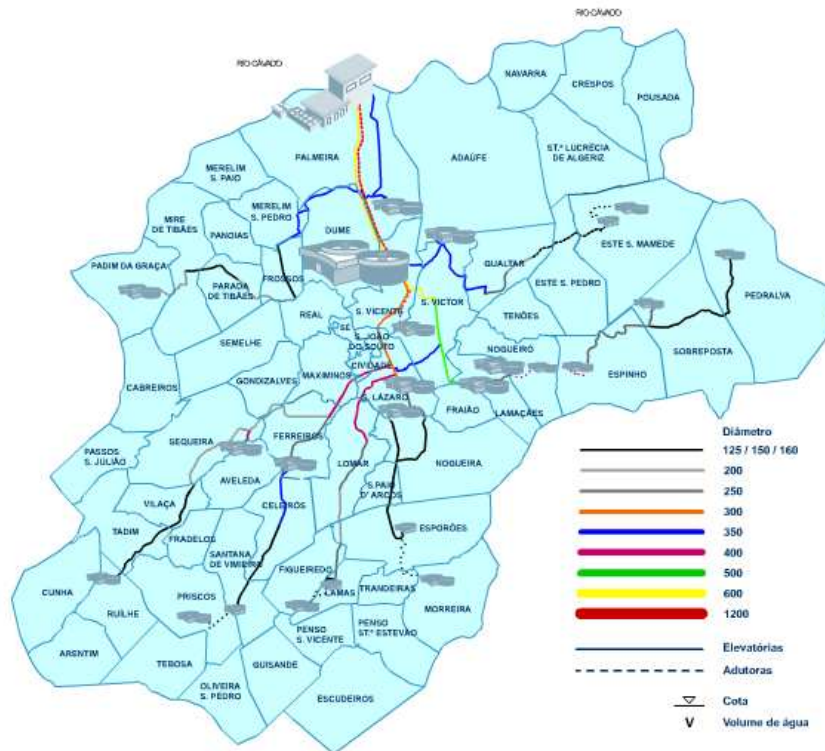 RIO CÁVADO
RIO CÁVADO
NAVARRA
CRESPOS
POUSADA
PALMEIRA
ADAÚFE
ST.ª LUCRÉCIA
DE ALGERIZ
MERELIM
S. PAIO
MERELIM
S. PEDRO
MIRE
DE TIBÃES
PANOIAS
DUME
PADIM DA GRAÇA
PARADA
DE TIBÃES
FROSSOS
QUALTAR
ESTE S. MAMEDE
ESTE S. PEDRO
PEDRALVA
REAL
S. VICENTE
S. VICTOR
SÉ
S. JOÃO
DO SOUTO
TENÕES
NOGUEIRÓ
SEMELHE
CIVIDADE
MAXIMINOS
GONDIZALVES
CABREIROS
S. LÁZARO
FRAIÃO
LAMAÇÃES
ESPINHO
SOBREPOSTA
PASSOS
S. JULIÃO
SEQUEIRA
FERREIROS
LOMAR
NOGUEIRA
AVELEDA
S. PAIO
D' ARCOS
VILAÇA
CELEIRÓS
TADIM
FRADELOS
SANTANA
DE VIMIEIRO
ESPORÕES
FIGUEIREDO
CUNHA
RUÍLHE
PRISCOS
LAMAS
TRANDEIRAS
MORREIRA
ARENTIM
TEBOSA
PENSO
S. VICENTE
PENSO
ST.ª ESTEVÃO
OLIVEIRA
S. PEDRO
GUISANDE
ESCUDEIROS
Diâmetro
125 / 150 / 160
200
250
300
350
400
500
600
1200
Elevatórias
Adutoras
Cota
V Volume de água